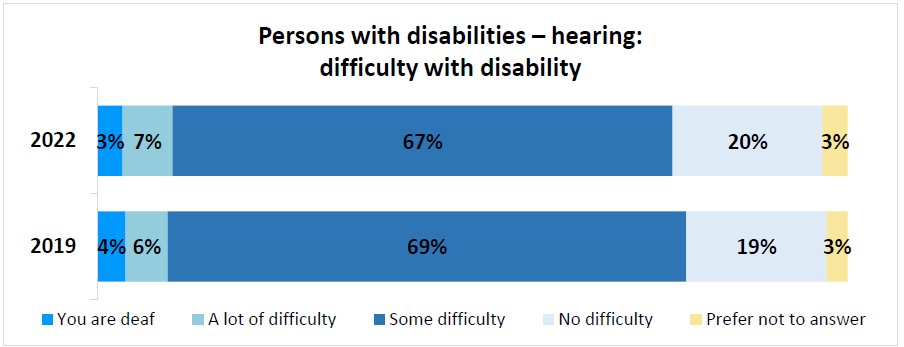 Persons with disabilities – hearing:
difficulty with disability
2022 3% 7% 67% 20% 3%
2019 4% 6% 69% 19% 3%
You are deaf A lot of difficulty Some difficulty No difficulty Prefer not to answer